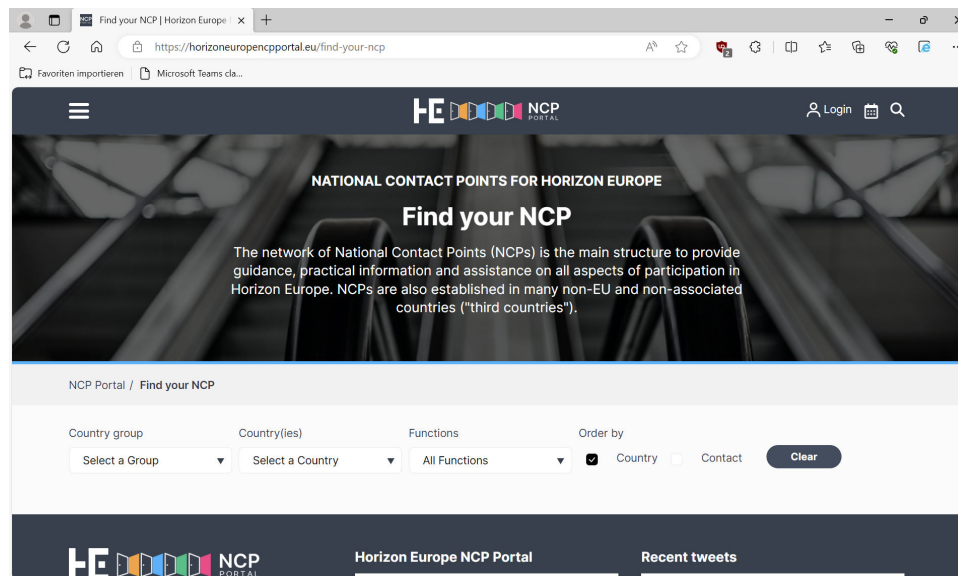 Find your NCP | Horizon Europe
https://horizoneuropencpportal.eu/find-your-ncp
2
Favoriten importieren
Microsoft Teams cla...
HE NCP PORTAL
Login
NATIONAL CONTACT POINTS FOR HORIZON EUROPE
Find your NCP
The network of National Contact Points (NCPs) is the main structure to provide
guidance, practical information and assistance on all aspects of participation in
Horizon Europe. NCPs are also established in many non-EU and non-associated
countries ("third countries").
NCP Portal / Find your NCP
Country group Country(ies) Functions Order by
Select a Group Select a Country All Functions Country Contact Clear
HE NCP PORTAL Horizon Europe NCP Portal Recent tweets